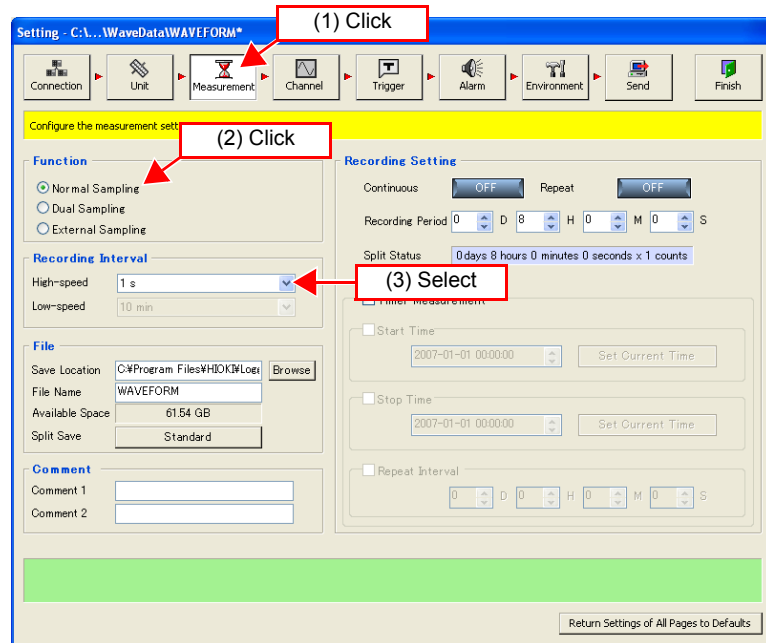 (1) Click
Setting - C:\...\WaveData\WAVEFORM*
Connection
Unit
Measurement
Channel
Trigger
Alarm
Environment
Send
Finish
Configure the measurement sett
(2) Click
Function
Normal Sampling
Dual Sampling
External Sampling
Recording Interval
High-speed 1 s
Low-speed 10 min
(3) Select
File
Save Location C:¥Program Files¥HIOKI¥Logg Browse
File Name WAVEFORM
Available Space 61.54 GB
Split Save Standard
Comment
Comment 1
Comment 2
Recording Setting
Continuous OFF Repeat OFF
Recording Period 0 D 8 H 0 M 0 S
Split Status 0 days 8 hours 0 minutes 0 seconds x 1 counts
Timer Measurement
Start Time
2007-01-01 00:00:00 Set Current Time
Stop Time
2007-01-01 00:00:00 Set Current Time
Repeat Interval
0 D 0 H 0 M 0 S
Return Settings of All Pages to Defaults